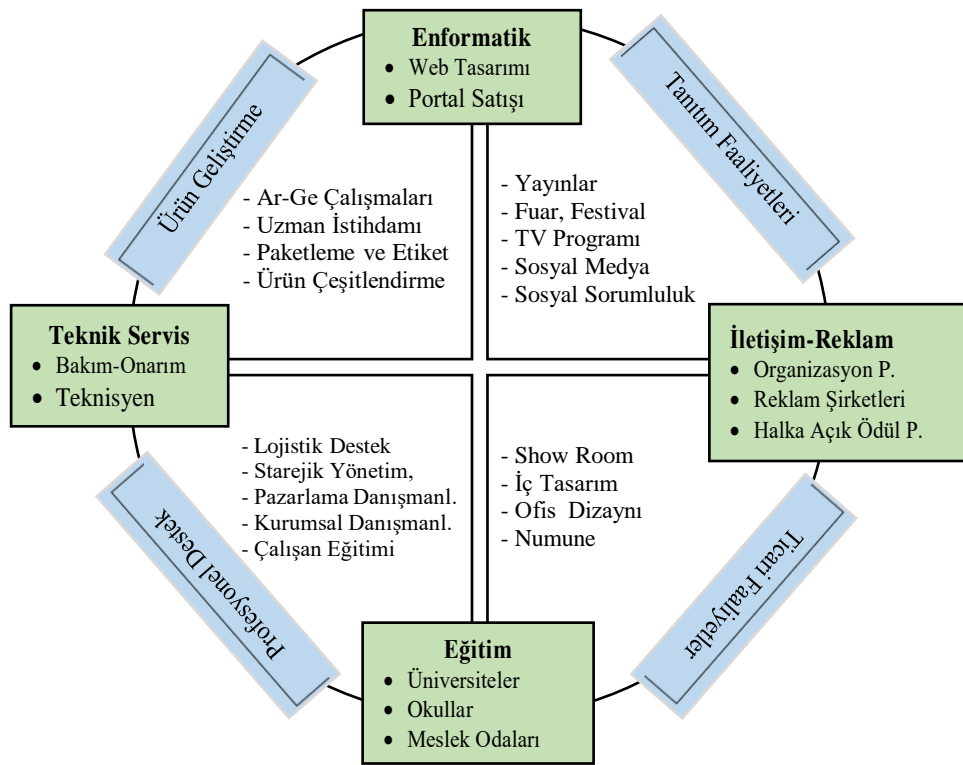 Enformatik
• Web Tasarımı
• Portal Satışı
Ürün Geliştirme
Tanıtım Faaliyetleri
- Ar-Ge Çalışmaları
- Uzman İstihdamı
- Paketleme ve Etiket
- Ürün Çeşitlendirme
- Yayınlar
- Fuar, Festival
- TV Programı
- Sosyal Medya
- Sosyal Sorumluluk
Teknik Servis
• Bakım-Onarım
• Teknisyen
İletişim-Reklam
• Organizasyon P.
• Reklam Şirketleri
• Halka Açık Ödül P.
- Lojistik Destek
- Starejik Yönetim,
- Pazarlama Danışmanl.
- Kurumsal Danışmanl.
- Çalışan Eğitimi
- Show Room
- İç Tasarım
- Ofis Dizaynı
- Numune
Profesyonel Destek
Ticari Faaliyetler
Eğitim
• Üniversiteler
• Okullar
• Meslek Odaları